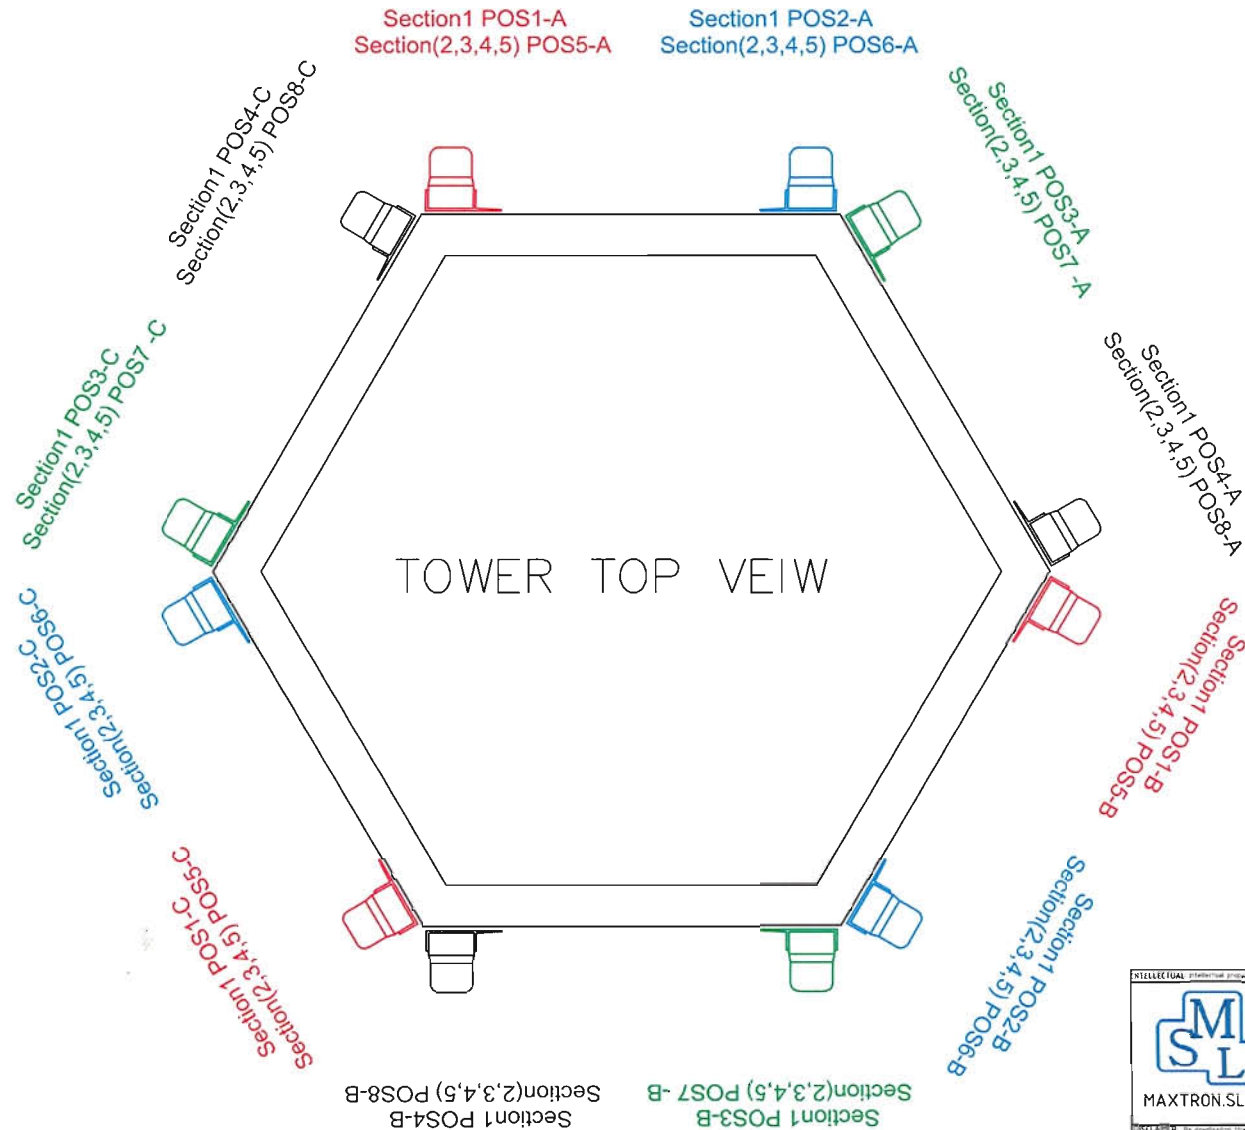 Section1 POS1-A
Section(2,3,4,5) POS5-A
Section1 POS2-A
Section(2,3,4,5) POS6-A
Section1 POS3-A
Section(2,3,4,5) POS7 -A
Section1 POS4-A
Section(2,3,4,5) POS8-A
Section1 POS1-B
Section(2,3,4,5) POS5-B
Section1 POS2-B
Section(2,3,4,5) POS6-B
Section1 POS3-B
Section(2,3,4,5) POS7 -B
Section1 POS4-B
Section(2,3,4,5) POS8-B
Section1 POS1-C
Section(2,3,4,5) POS5-C
Section1 POS2-C
Section(2,3,4,5) POS6-C
Section1 POS3-C
Section(2,3,4,5) POS7 -C
Section1 POS4-C
Section(2,3,4,5) POS8-C
TOWER TOP VEIW
INTELLECTUAL
MSL
MAXTRON.SL